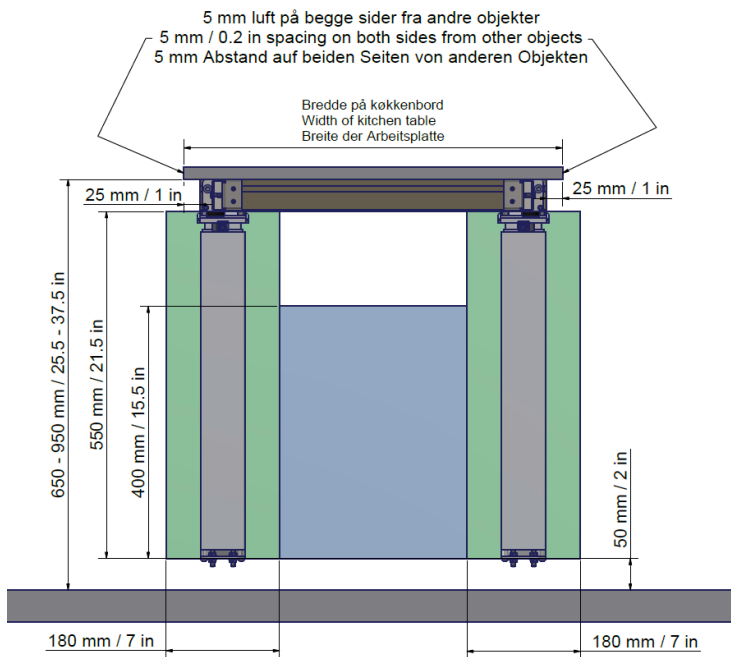 5 mm luft på begge sider fra andre objekter
5 mm / 0.2 in spacing on both sides from other objects
5 mm Abstand auf beiden Seiten von anderen Objekten
Bredde på køkkenbord
Width of kitchen table
Breite der Arbeitsplatte
25 mm / 1 in
25 mm / 1 in
650 - 950 mm / 25.5 - 37.5 in
550 mm / 21.5 in
400 mm / 15.5 in
50 mm / 2 in
180 mm / 7 in
180 mm / 7 in